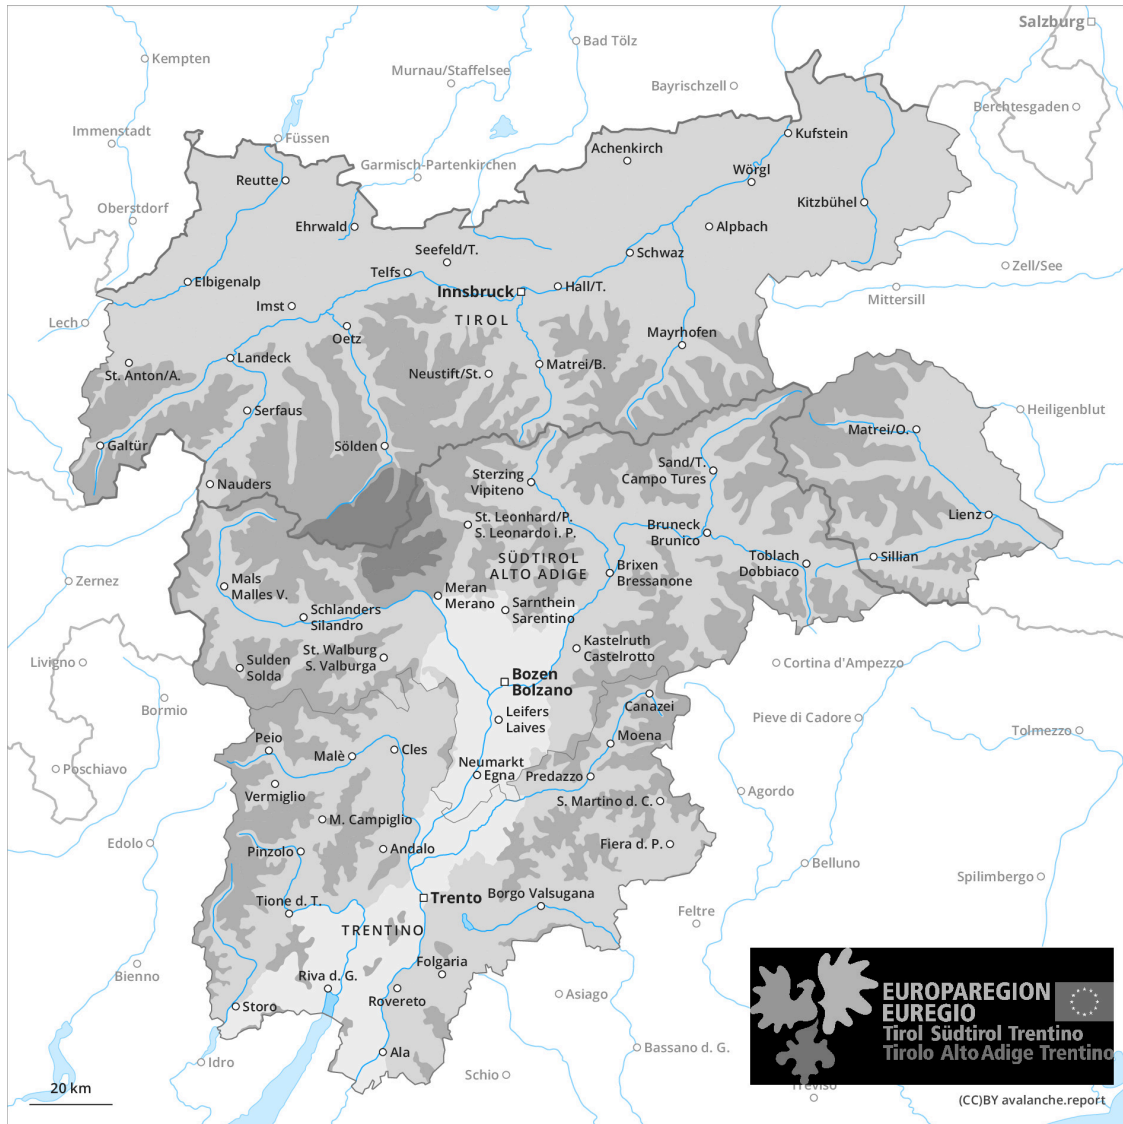 Salzburg
Bad Tölz
Kempten
Murnau/Staffelsee
Bayrischzell
Berchtesgaden
Immenstadt
Füssen
Kufstein
Achenkirch
Garmisch-Partenkirchen
Wörgl
Reutte
Kitzbühel
Oberstdorf
Ehrwald
Alpbach
Seefeld/T.
Schwaz
Zell/See
Telfs
Elbigenalp
Innsbruck
Hall/T.
Mittersill
Imst
TIROL
Lech
Oetz
Mayrhofen
Landeck
Matrei/B.
St. Anton/A.
Neustift/St.
Serfaus
Heiligenblut
Matrei/O.
Galtür
Sölden
Sterzing
Vipiteno
Sand/T.
Campo Tures
Nauders
Lienz
St. Leonhard/P.
S. Leonardo i. P.
Bruneck
Brunico
SÜDTIROL
ALTO ADIGE
Toblach
Dobbiaco
Sillian
Brixen
Bressanone
Zernez
Mals
Malles V.
Meran
Merano
Sarnthein
Sarentino
Schlanders
Silandro
Kastelruth
Castelrotto
St. Walburg
S. Valburga
Livigno
Sulden
Solda
Cortina d'Ampezzo
Bozen
Bolzano
Bormio
Canazei
Leifers
Laives
Pieve di Cadore
Tolmezzo
Peio
Moena
Malè
Cles
Neumarkt
Egna
Predazzo
Poschiavo
Vermiglio
Agordo
S. Martino d. C.
M. Campiglio
Edolo
Pinzolo
Andalo
Fiera d. P.
Belluno
Spilimbergo
Tione d. T.
Trento
Borgo Valsugana
Feltre
TRENTINO
Folgaria
Bienno
Riva d. G.
Rovereto
Asiago
Storo
EUROPAREGION
EUREGIO
Tirol Südtirol Trentino
Tirolo Alto Adige Trentino
Ala
Idro
Bassano d. G.
Schio
Treviso
20 km
(CC)BY avalanche.report